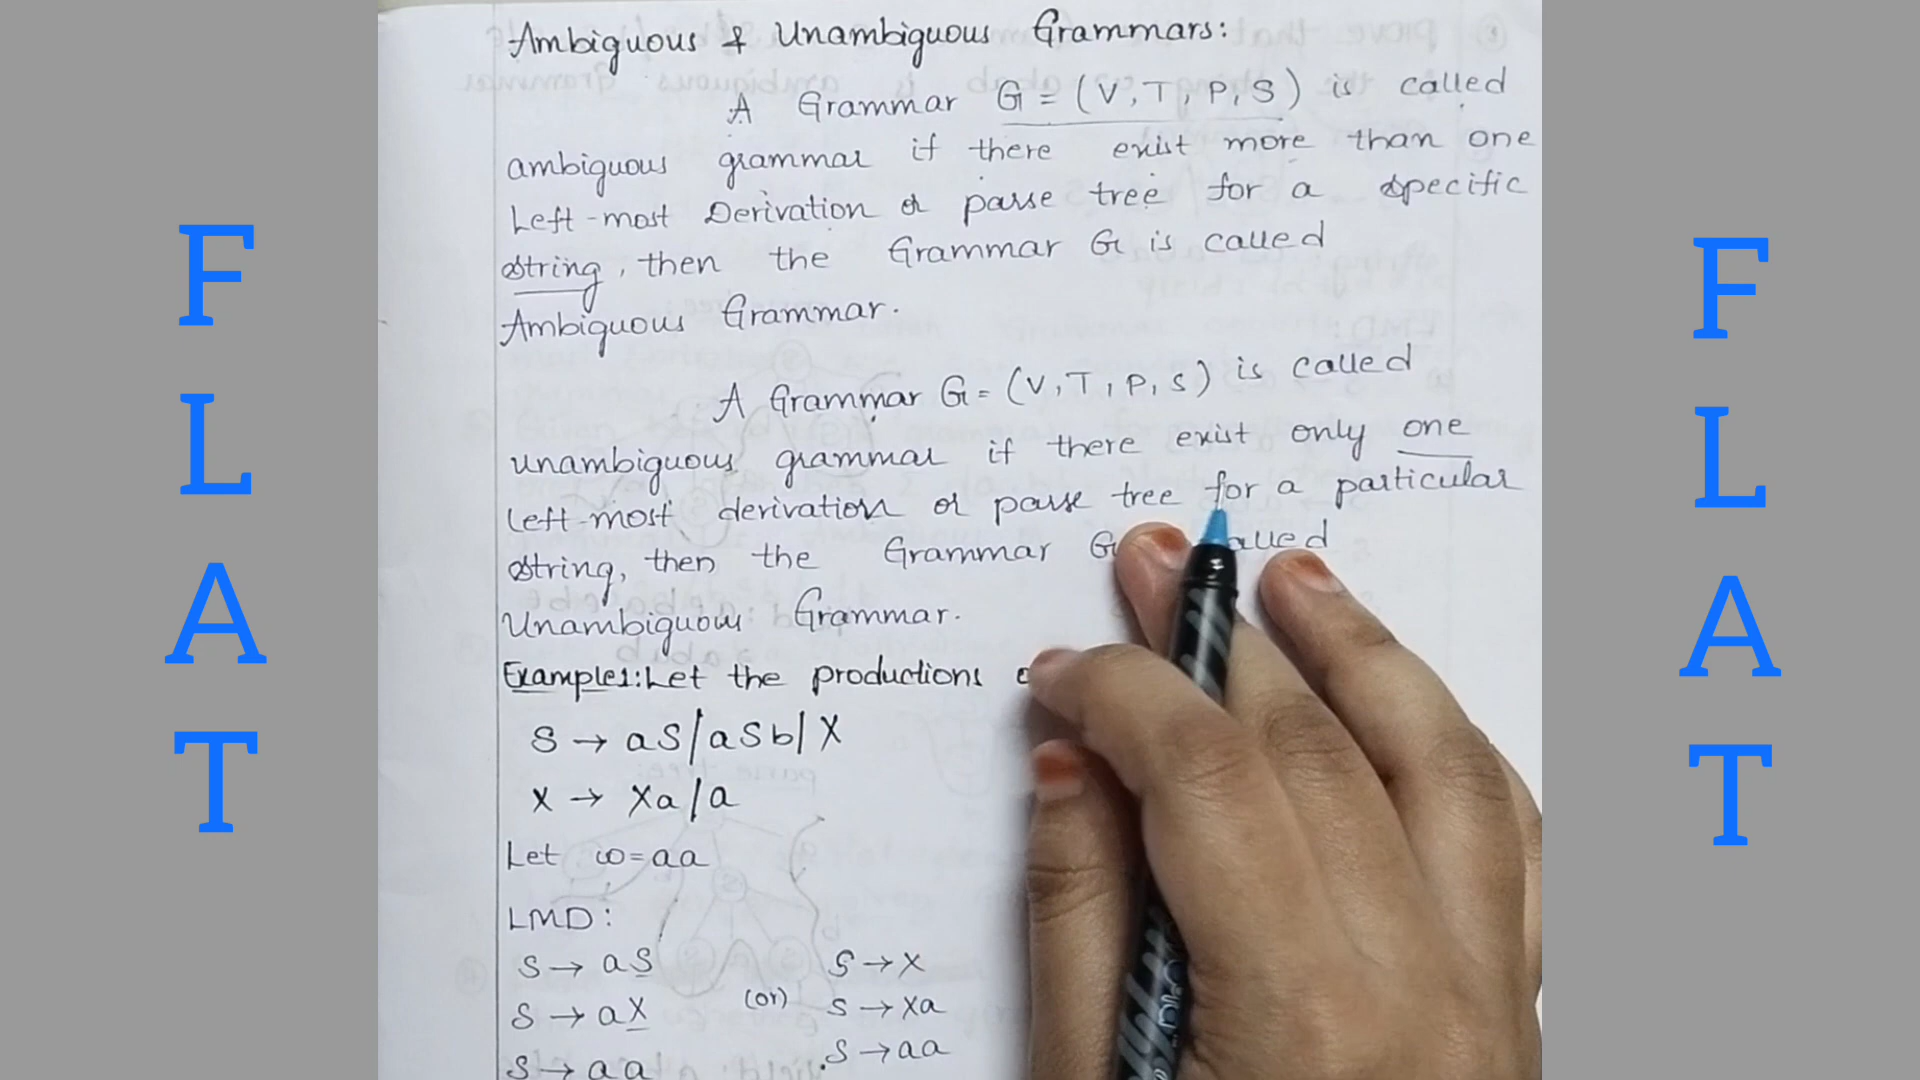 Ambiguous & Unambiguous Grammars:
A Grammar G = (V, T, P, S) is called
ambiguous grammar if there exist more than one
Left-most Derivation or parse tree for a specific
string, then the Grammar G is called
Ambiguous Grammar.
A Grammar G = (V, T, P, S) is called
unambiguous grammar if there exist only one
left-most derivation or parse tree for a particular
string, then the Grammar G called
Unambiguous Grammar.
Examples: Let the productions
S → aS/aSb/X
X → Xa/a
Let ω=aa
LMD:
S → aS
S → aX
S → aa
(or)
S → X
S → Xa
S → aa
F
L
A
T
F
L
A
T